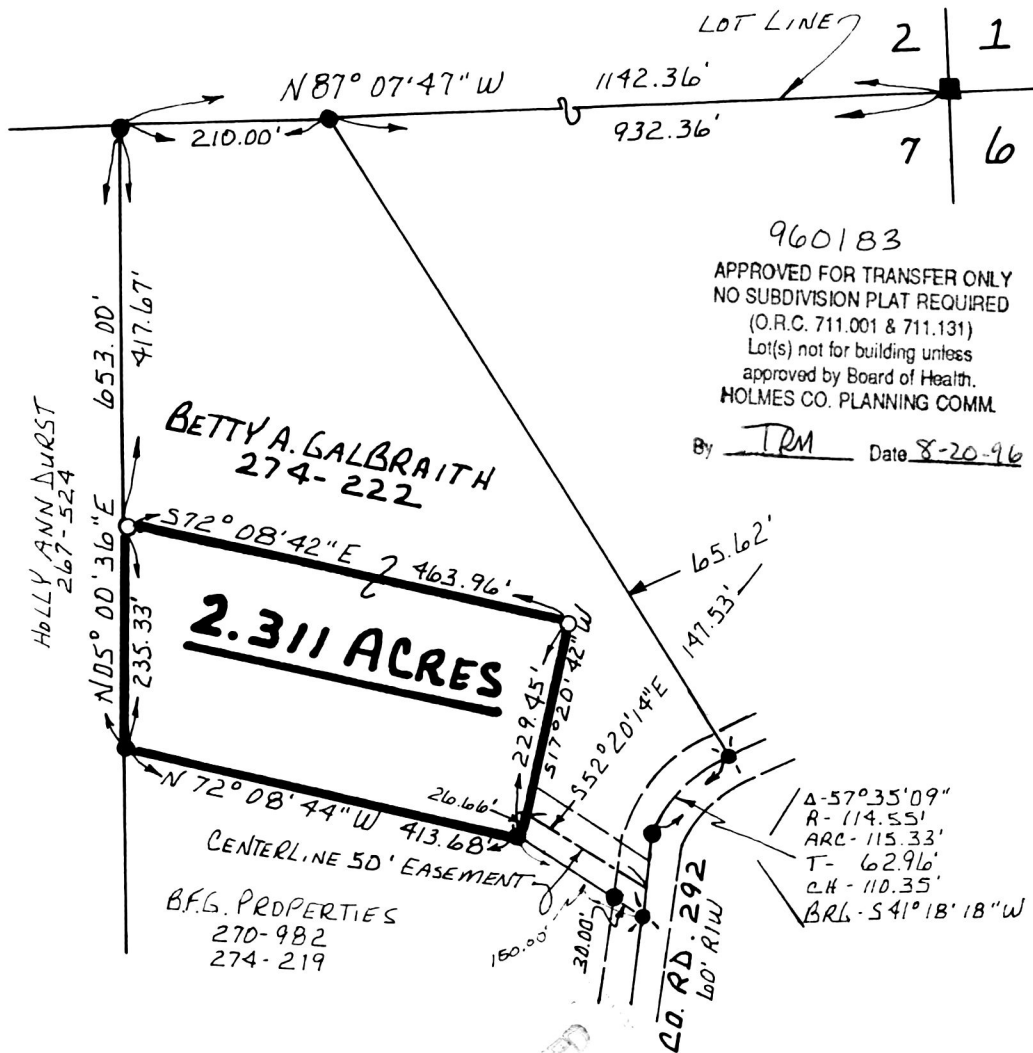 LOT LINE
2 1
7 6
N 87° 07' 47" W 1142.36'
210.00' 932.36'
960183
APPROVED FOR TRANSFER ONLY
NO SUBDIVISION PLAT REQUIRED
(O.R.C. 711.001 & 711.131)
Lot(s) not for building unless
approved by Board of Health.
HOLMES CO. PLANNING COMM.
By TRM Date 8-20-96
653.00'
417.67'
HOLLY ANN DURST
267-524
BETTY A. GALBRAITH
274-222
N05° 00' 36" E
235.33'
S72° 08' 42" E 463.96'
2.311 ACRES
65.62'
147.53'
229.45'
S17° 20' 42" W
S52° 20' 14" E
N 72° 08' 44" W 413.68'
26.66'
CENTERLINE 50' EASEMENT
B.F.G. PROPERTIES
270-982
274-219
150.00'
30.00'
CO. RD. 292
60' R/W
Δ-57° 35' 09"
R- 114.55'
ARC- 115.33'
T- 62.96'
CH- 110.35'
BRG.- S41° 18' 18" W